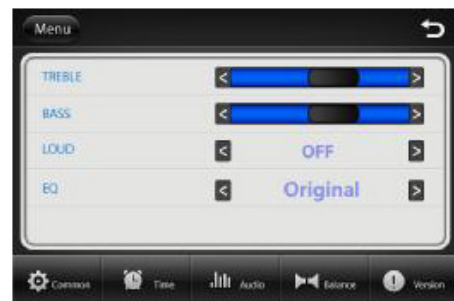 Menu
TREBLE
BASS
LOUD OFF
EQ Original
Common Time Audio Balance Version